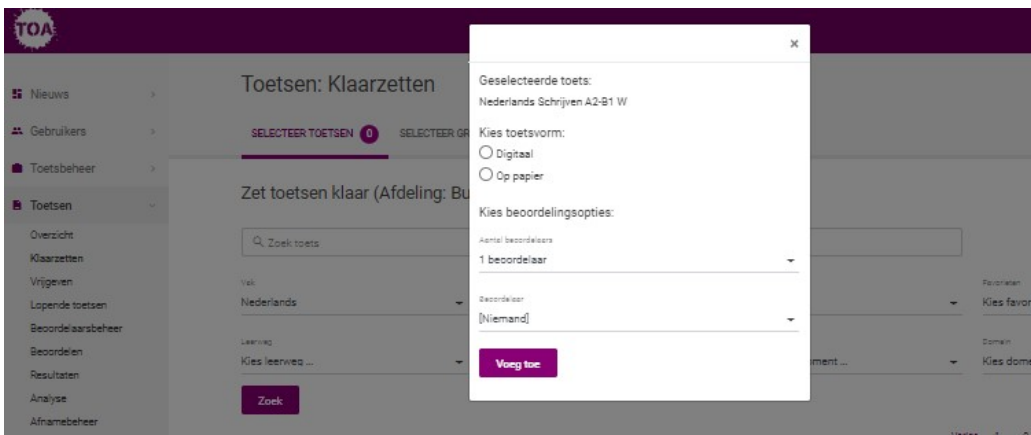 TOA
×
Toetsen: Klaarzetten
Geselecteerde toets:
Nederlands Schrijven A2-B1 W
Nieuws
Gebruikers
Toetsbeheer
Toetsen
Overzicht
Klaarzetten
Vrijgeven
Lopende toetsen
Beoordelaarsbeheer
Beoordelen
Resultaten
Analyse
Afnamebeheer
SELECTEER TOETSEN 0
SELECTEER GR
Kies toetsvorm:
Digitaal
Op papier
Zet toetsen klaar (Afdeling: Bu
Kies beoordelingsopties:
Zoek toets
Aantal beoordelaars
1 beoordelaar
Vak
Nederlands
Beoordelaar
[Niemand]
Favorieten
Kies favor
Leerweg
Kies leerweg ...
ment ...
Domein
Kies dome
Voeg toe
Zoek